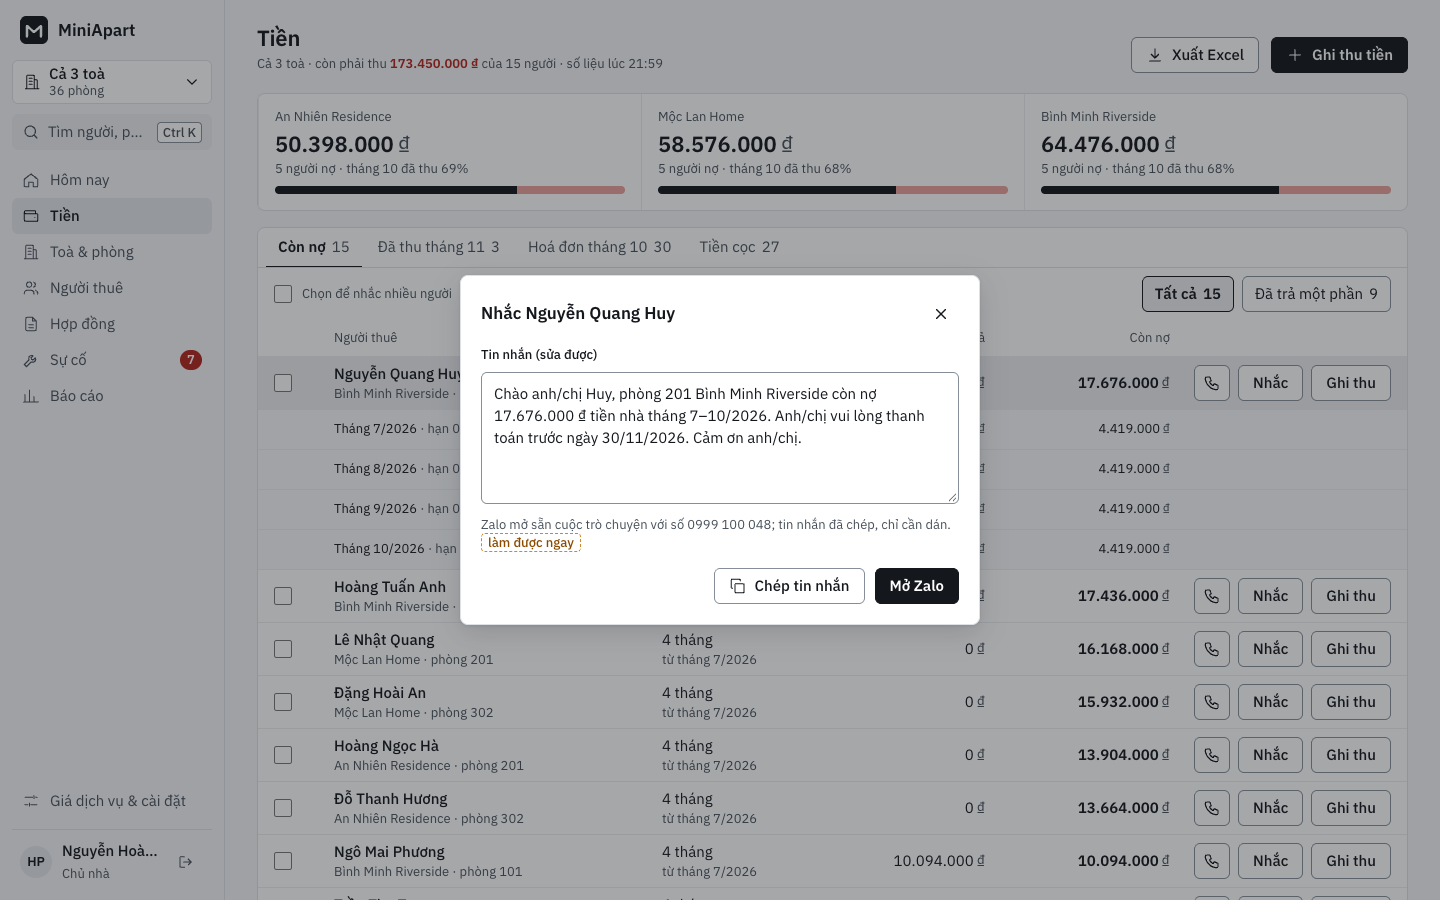 MiniApart
Cả 3 toà
36 phòng
Tìm người, p... Ctrl K
Hôm nay
Tiền
Toà & phòng
Người thuê
Hợp đồng
Sự cố 7
Báo cáo
Giá dịch vụ & cài đặt
HP Nguyễn Hoà...
Chủ nhà
Tiền
Cả 3 toà · còn phải thu 173.450.000 ₫ của 15 người · số liệu lúc 21:59
Xuất Excel
Ghi thu tiền
An Nhiên Residence
50.398.000 ₫
5 người nợ · tháng 10 đã thu 69%
Mộc Lan Home
58.576.000 ₫
5 người nợ · tháng 10 đã thu 68%
Bình Minh Riverside
64.476.000 ₫
5 người nợ · tháng 10 đã thu 68%
Còn nợ 15 Đã thu tháng 11 3 Hoá đơn tháng 10 30 Tiền cọc 27
Chọn để nhắc nhiều người
Tất cả 15 Đã trả một phần 9
Người thuê Còn nợ
Nguyễn Quang Huy 17.676.000 ₫ Nhắc Ghi thu
Bình Minh Riverside ·
Tháng 7/2026 · hạn 0 ₫ 4.419.000 ₫
Tháng 8/2026 · hạn 0 4.419.000 ₫
Tháng 9/2026 · hạn 0 ₫ 4.419.000 ₫
Tháng 10/2026 · hạn ₫ 4.419.000 ₫
Nhắc Nguyễn Quang Huy
Tin nhắn (sửa được)
Chào anh/chị Huy, phòng 201 Bình Minh Riverside còn nợ
17.676.000 ₫ tiền nhà tháng 7–10/2026. Anh/chị vui lòng thanh
toán trước ngày 30/11/2026. Cảm ơn anh/chị.
Zalo mở sẵn cuộc trò chuyện với số 0999 100 048; tin nhắn đã chép, chỉ cần dán.
làm được ngay
Chép tin nhắn
Mở Zalo
Hoàng Tuấn Anh ₫ 17.436.000 ₫ Nhắc Ghi thu
Bình Minh Riverside ·
Lê Nhật Quang 4 tháng 0 ₫ 16.168.000 ₫ Nhắc Ghi thu
Mộc Lan Home · phòng 201 từ tháng 7/2026
Đặng Hoài An 4 tháng 0 ₫ 15.932.000 ₫ Nhắc Ghi thu
Mộc Lan Home · phòng 302 từ tháng 7/2026
Hoàng Ngọc Hà 4 tháng 0 ₫ 13.904.000 ₫ Nhắc Ghi thu
An Nhiên Residence · phòng 201 từ tháng 7/2026
Đỗ Thanh Hương 4 tháng 0 ₫ 13.664.000 ₫ Nhắc Ghi thu
An Nhiên Residence · phòng 302 từ tháng 7/2026
Ngô Mai Phương 4 tháng 10.094.000 ₫ 10.094.000 ₫ Nhắc Ghi thu
Bình Minh Riverside · phòng 101 từ tháng 7/2026